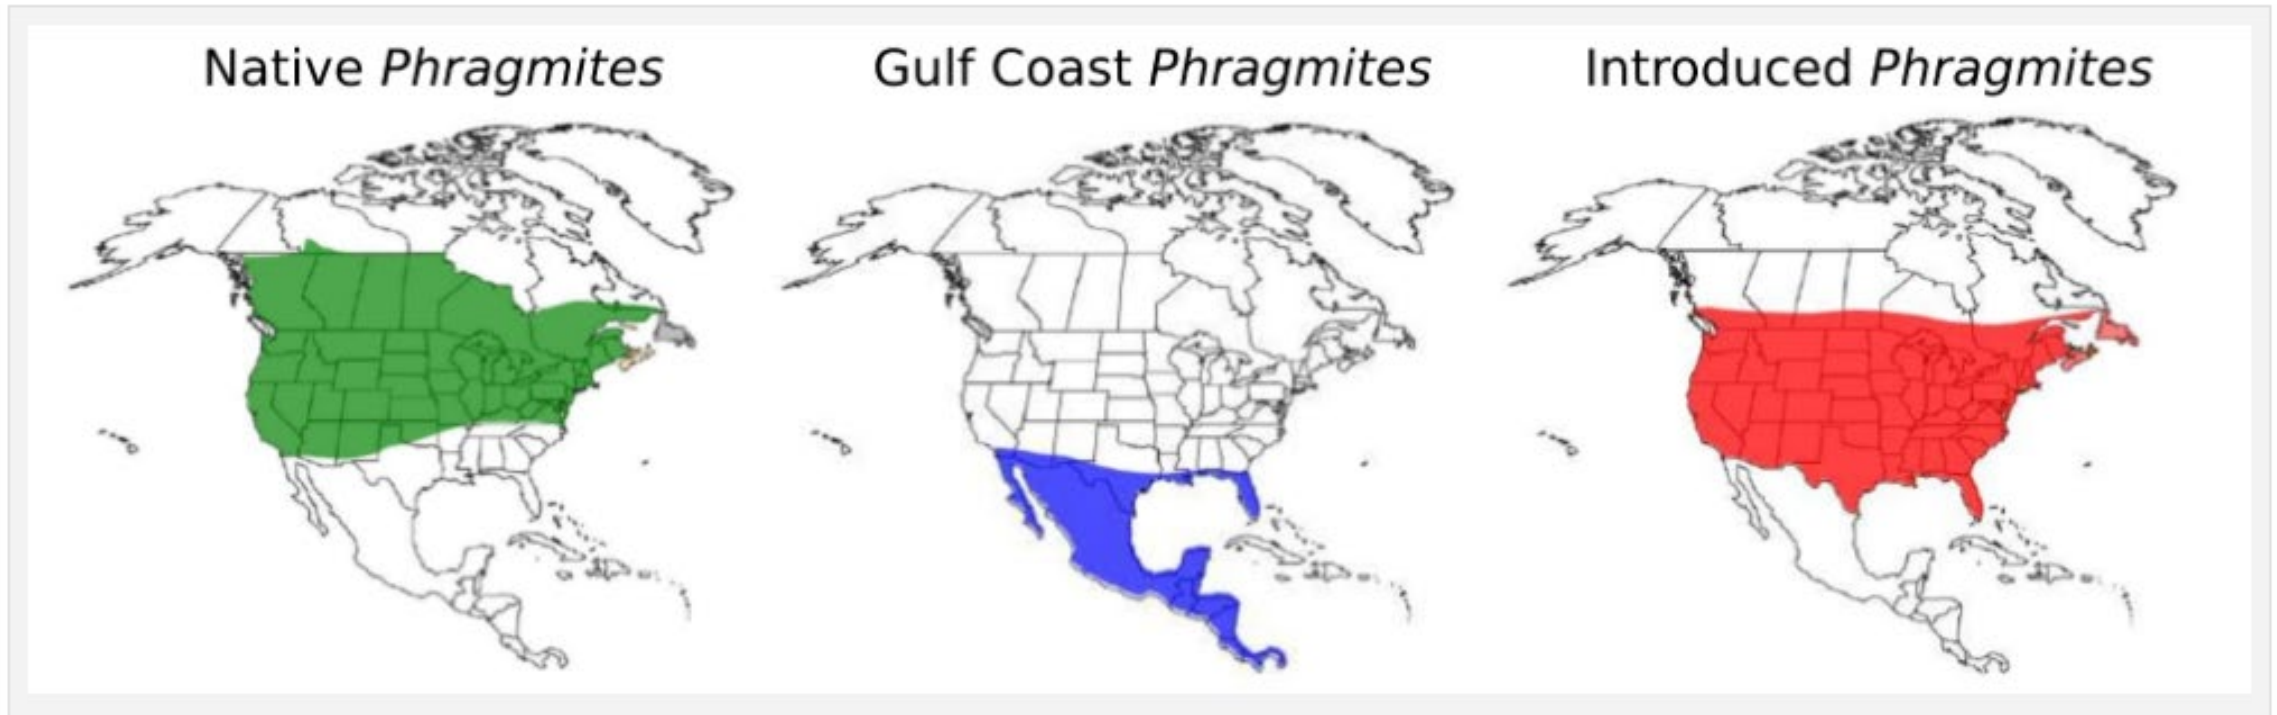 Native Phragmites
Gulf Coast Phragmites
Introduced Phragmites